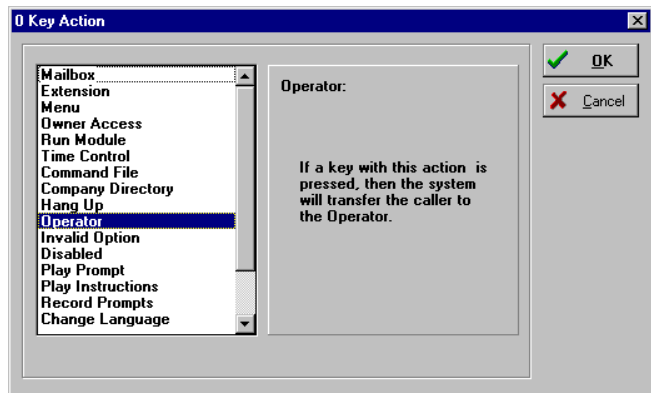 0 Key Action
Mailbox
Extension
Menu
Owner Access
Run Module
Time Control
Command File
Company Directory
Hang Up
Operator
Invalid Option
Disabled
Play Prompt
Play Instructions
Record Prompts
Change Language
Operator:
If a key with this action is
pressed, then the system
will transfer the caller to
the Operator.
OK
Cancel